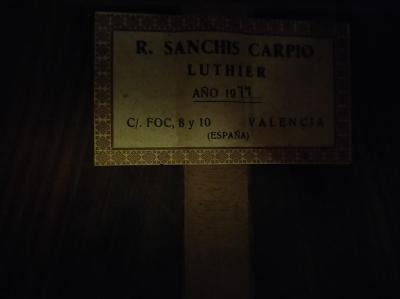 R. SANCHIS CARPIO
LUTHIER
AÑO 1977
C/. FOC, 8 y 10 VALENCIA
(ESPAÑA)